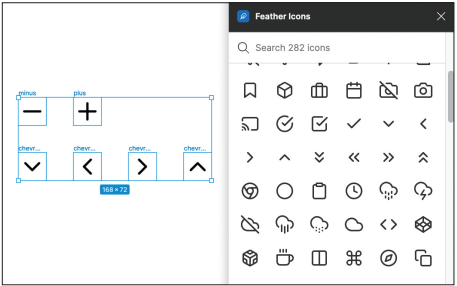 Feather Icons
Search 282 icons
minus plus
chevr... chevr... chevr... chevr...
168 × 72